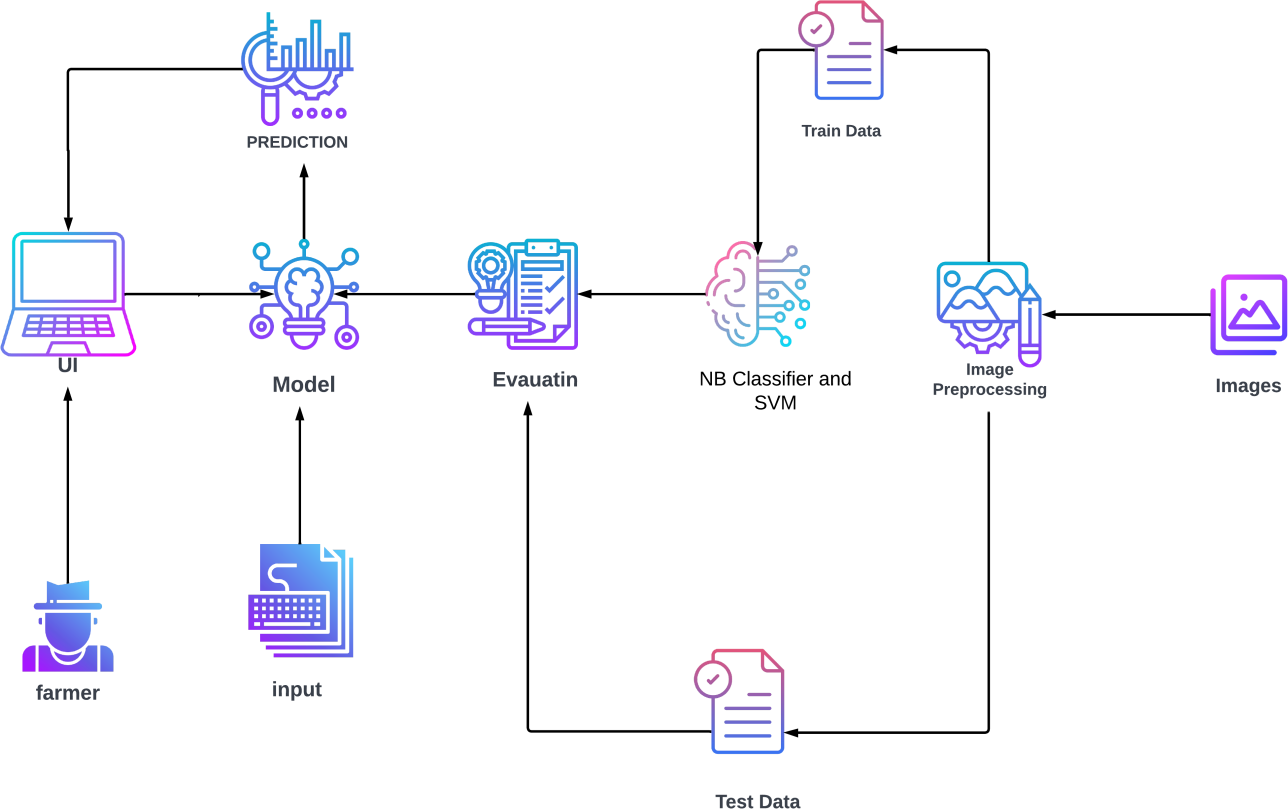 Train Data
PREDICTION
UI
Model
Evauatin
NB Classifier and
SVM
Image
Preprocessing
Images
farmer
input
Test Data